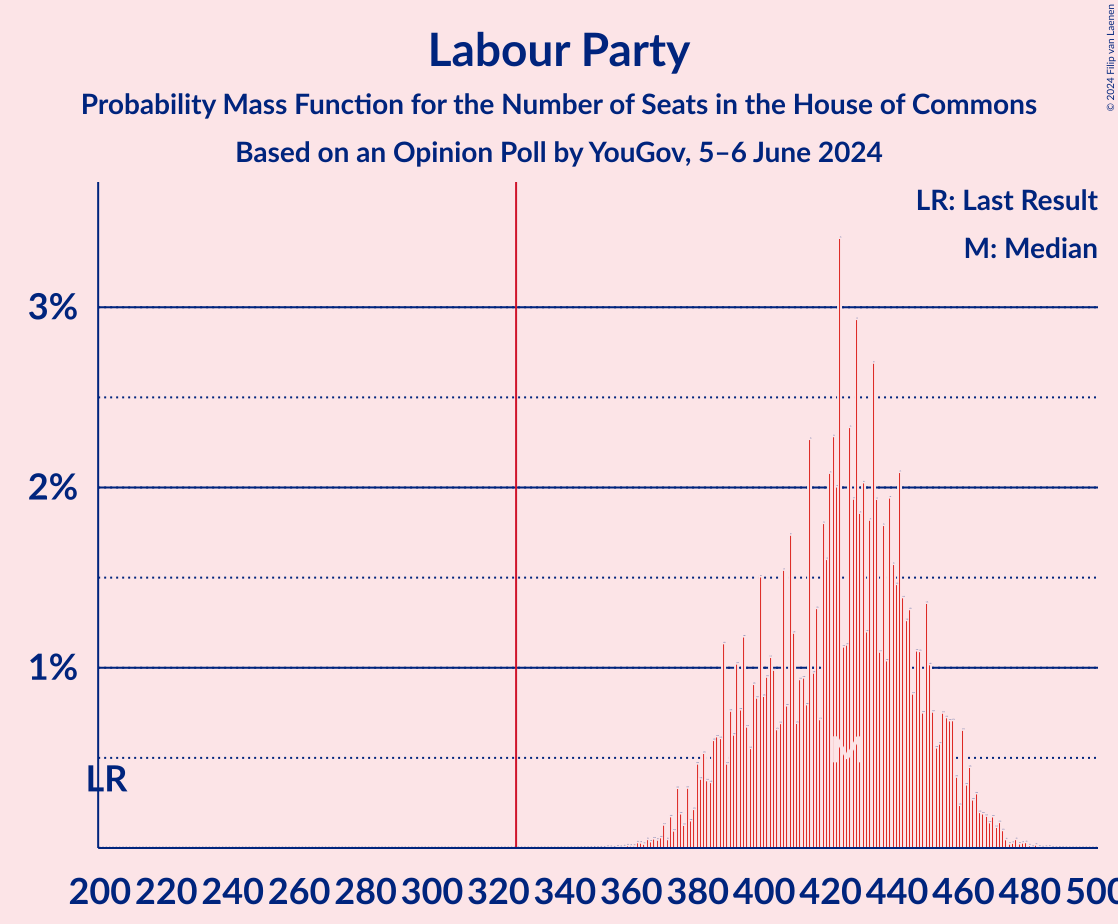 Labour Party
Probability Mass Function for the Number of Seats in the House of Commons
Based on an Opinion Poll by YouGov, 5–6 June 2024
© 2024 Filip van Laenen
LR: Last Result
M: Median
3%
2%
1%
LR
M
200 220 240 260 280 300 320 340 360 380 400 420 440 460 480 500